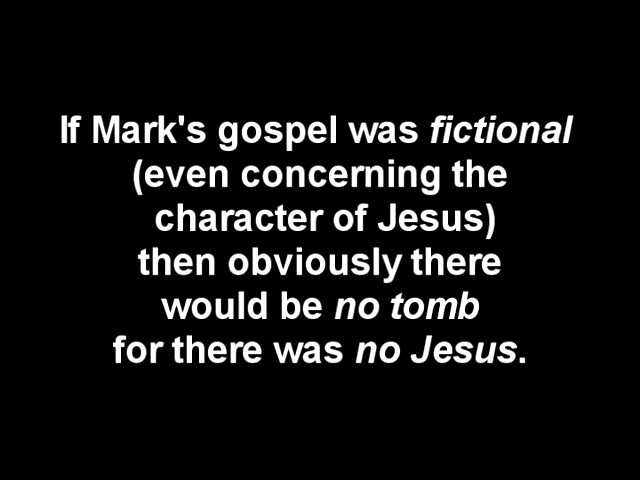 If Mark's gospel was fictional
(even concerning the
character of Jesus)
then obviously there
would be no tomb
for there was no Jesus.